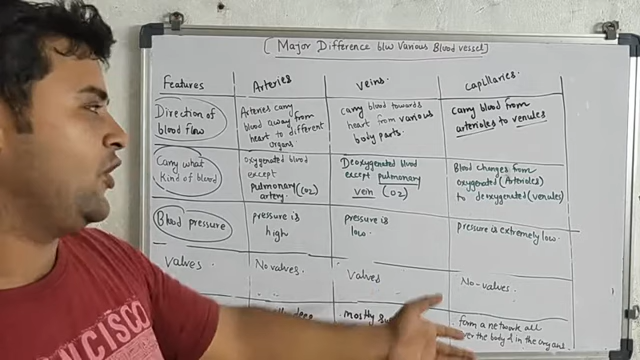 [Major Difference b/w Various Blood vessel]
Features
Arteries
veins
capillaries.
Direction of
blood flow
Arteries carry
blood away from
heart to different
organs
carry blood towards
heart from various
body parts.
carry blood from
arterioles to venules
Carry what
kind of blood
oxygenated blood
except
pulmonary
artery. (CO2)
Deoxygenated blood
except pulmonary
vein (O2)
Blood changes from
oxygenated (Arterioles)
to deoxygenated (venules)
Blood pressure
pressure is
high
pressure is
low.
pressure is extremely low.
Valves
No valves.
Valves
No-valves.
deep
mostly
form a network all
over the body & in the organs
CISCO